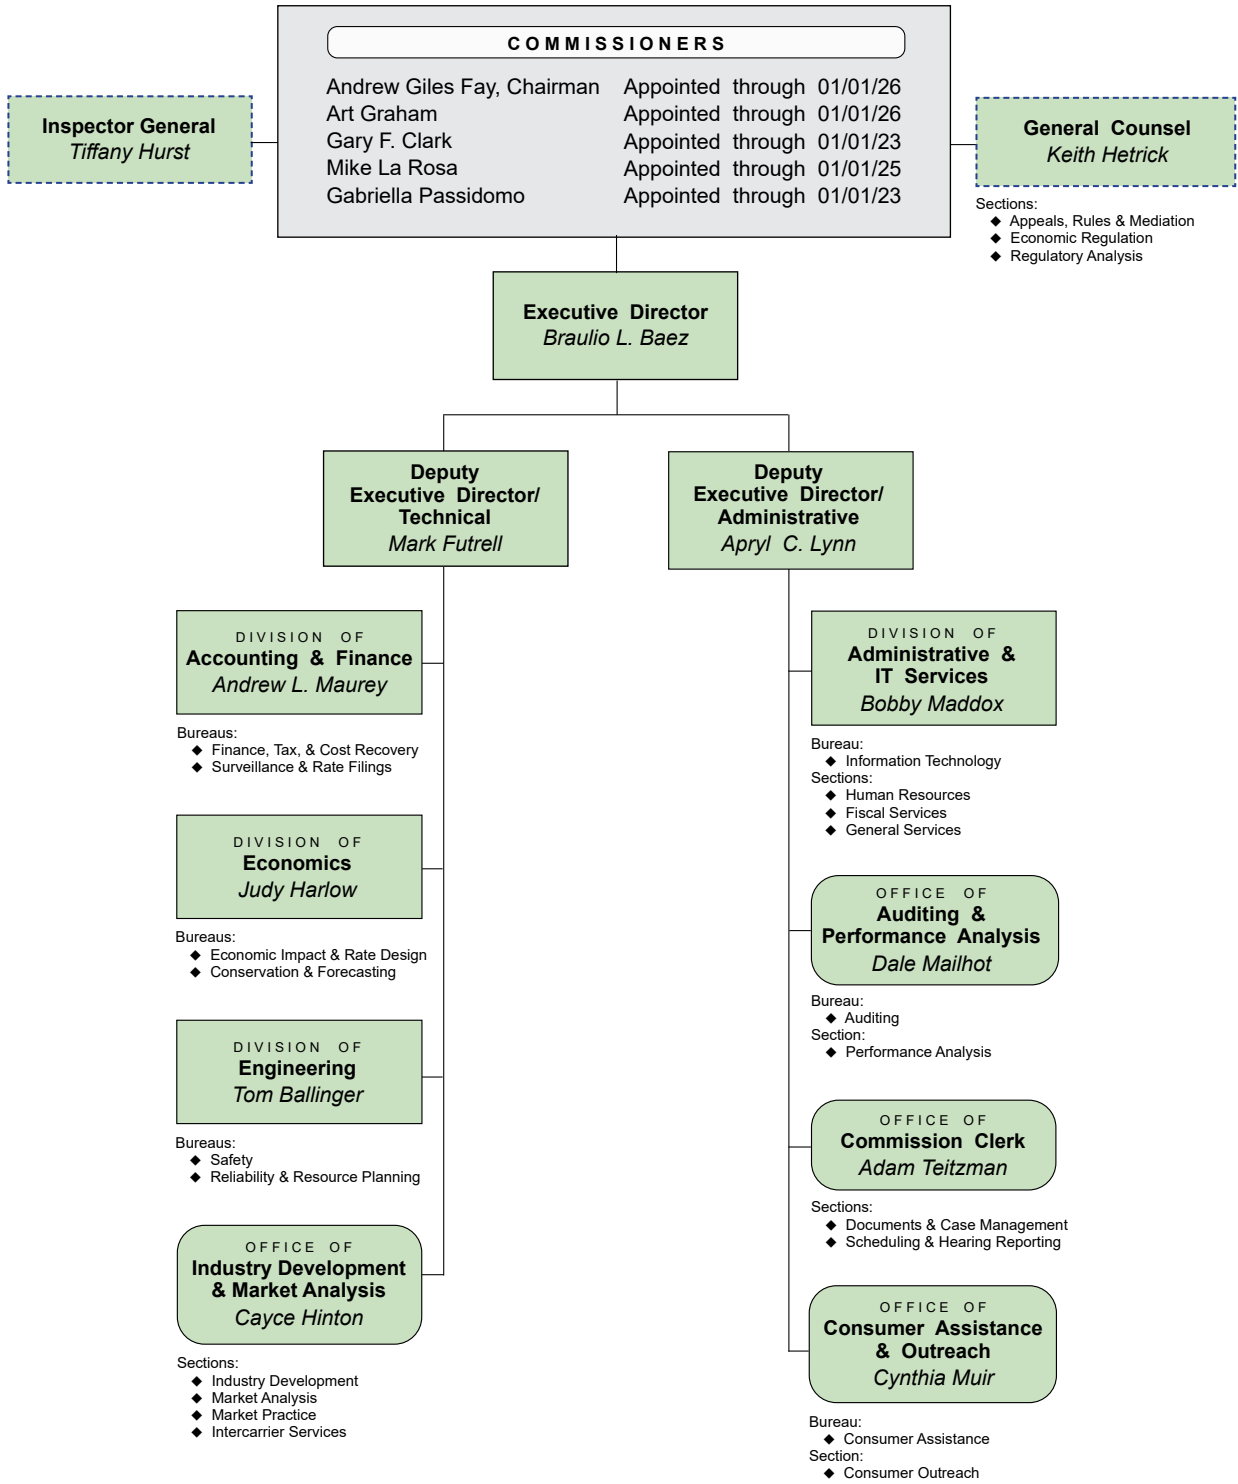 COMMISSIONERS
Andrew Giles Fay, Chairman Appointed through 01/01/26
Art Graham Appointed through 01/01/26
Gary F. Clark Appointed through 01/01/23
Mike La Rosa Appointed through 01/01/25
Gabriella Passidomo Appointed through 01/01/23
Inspector General
Tiffany Hurst
General Counsel
Keith Hetrick
Sections:
◆ Appeals, Rules & Mediation
◆ Economic Regulation
◆ Regulatory Analysis
Executive Director
Braulio L. Baez
Deputy
Executive Director/
Technical
Mark Futrell
Deputy
Executive Director/
Administrative
Apryl C. Lynn
DIVISION OF
Accounting & Finance
Andrew L. Maurey
Bureaus:
◆ Finance, Tax, & Cost Recovery
◆ Surveillance & Rate Filings
DIVISION OF
Economics
Judy Harlow
Bureaus:
◆ Economic Impact & Rate Design
◆ Conservation & Forecasting
DIVISION OF
Engineering
Tom Ballinger
Bureaus:
◆ Safety
◆ Reliability & Resource Planning
OFFICE OF
Industry Development
& Market Analysis
Cayce Hinton
Sections:
◆ Industry Development
◆ Market Analysis
◆ Market Practice
◆ Intercarrier Services
DIVISION OF
Administrative &
IT Services
Bobby Maddox
Bureau:
◆ Information Technology
Sections:
◆ Human Resources
◆ Fiscal Services
◆ General Services
OFFICE OF
Auditing &
Performance Analysis
Dale Mailhot
Bureau:
◆ Auditing
Section:
◆ Performance Analysis
OFFICE OF
Commission Clerk
Adam Teitzman
Sections:
◆ Documents & Case Management
◆ Scheduling & Hearing Reporting
OFFICE OF
Consumer Assistance
& Outreach
Cynthia Muir
Bureau:
◆ Consumer Assistance
Section:
◆ Consumer Outreach